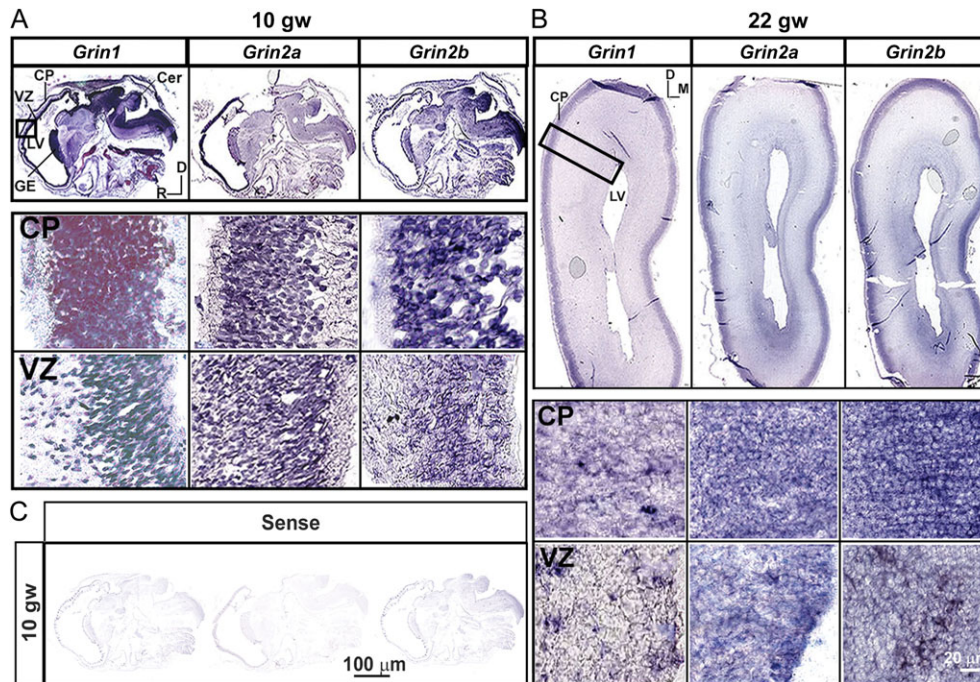 A
10 gw
Grin1
Grin2a
Grin2b
CP
Cer
VZ
LV
GE
D
R
CP
VZ
B
22 gw
Grin1
Grin2a
Grin2b
CP
D
M
LV
CP
VZ
20 μm
C
Sense
10 gw
100 μm